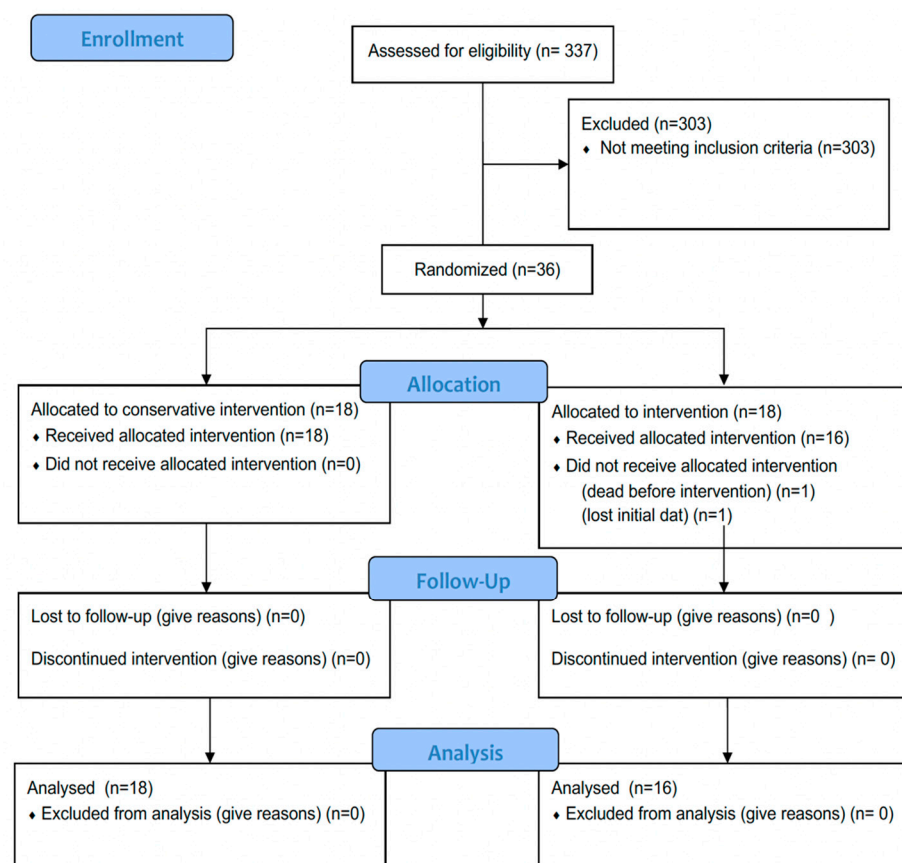 Enrollment
Assessed for eligibility (n= 337)
Excluded (n=303)
♦ Not meeting inclusion criteria (n=303)
Randomized (n=36)
Allocation
Allocated to conservative intervention (n=18)
♦ Received allocated intervention (n=18)
♦ Did not receive allocated intervention (n=0)
Allocated to intervention (n=18)
♦ Received allocated intervention (n=16)
♦ Did not receive allocated intervention
(dead before intervention) (n=1)
(lost initial dat) (n=1)
Follow-Up
Lost to follow-up (give reasons) (n=0)
Discontinued intervention (give reasons) (n=0)
Lost to follow-up (give reasons) (n=0 )
Discontinued intervention (give reasons) (n= 0)
Analysis
Analysed (n=18)
♦ Excluded from analysis (give reasons) (n=0)
Analysed (n=16)
♦ Excluded from analysis (give reasons) (n= 0)